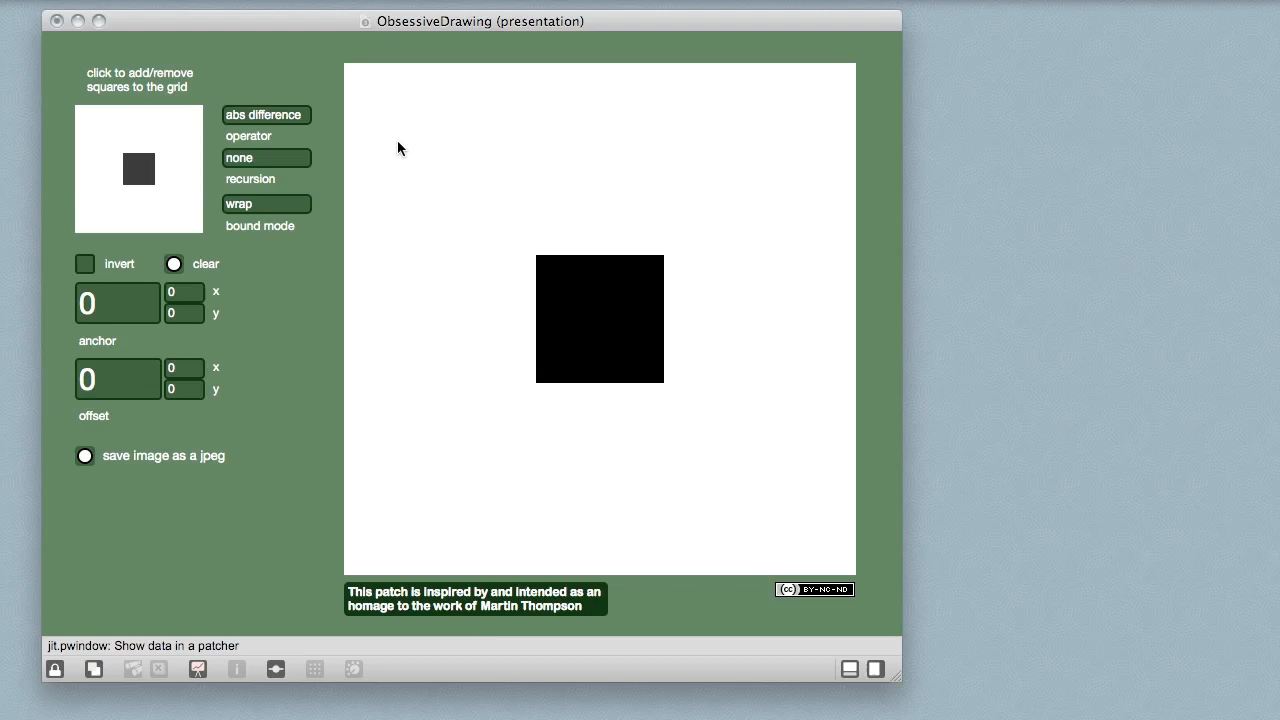 ObsessiveDrawing (presentation)
click to add/remove
squares to the grid
abs difference
operator
none
recursion
wrap
bound mode
invert
clear
0
0
x
0
y
anchor
0
0
x
0
y
offset
save image as a jpeg
This patch is inspired by and intended as an
homage to the work of Martin Thompson
cc BY-NC-ND
jit.pwindow: Show data in a patcher